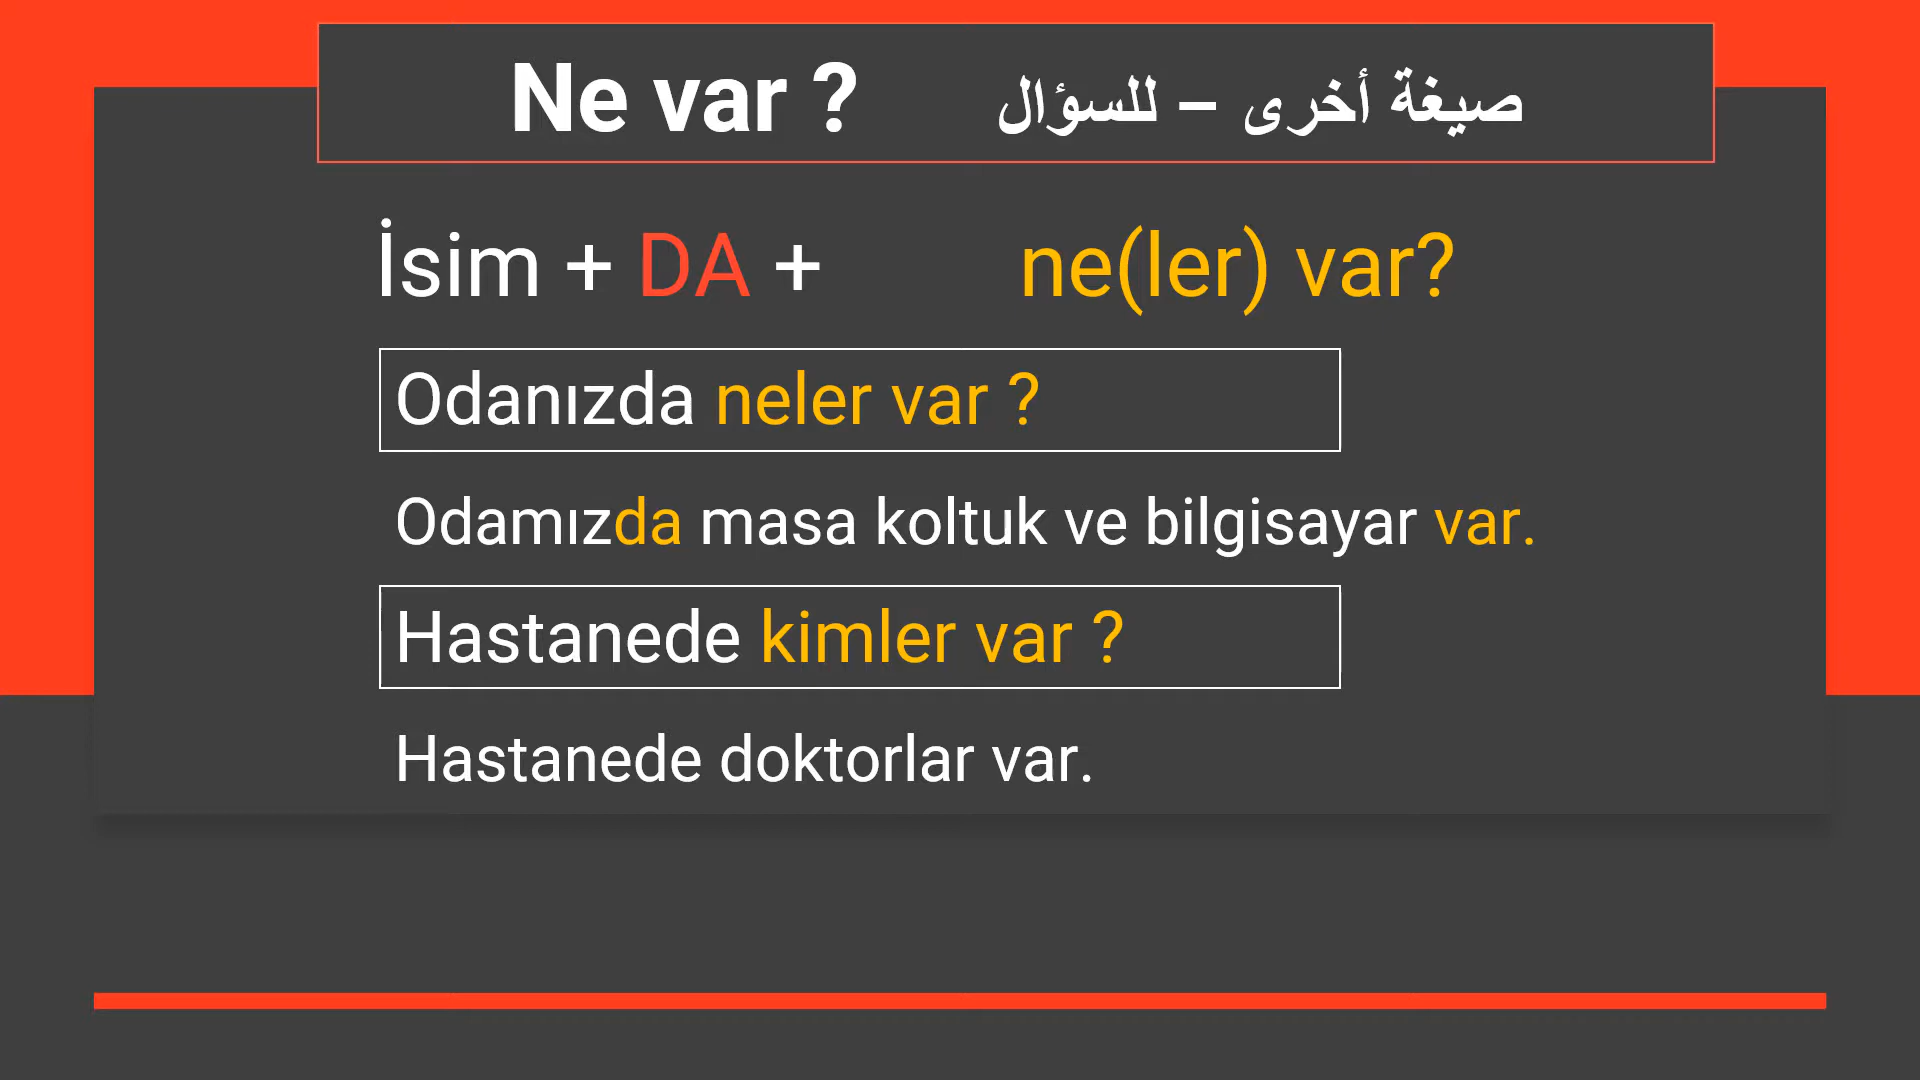 Ne var ? صيغة أخرى – للسؤال
İsim + DA + ne(ler) var?
Odanızda neler var ?
Odamızda masa koltuk ve bilgisayar var.
Hastanede kimler var ?
Hastanede doktorlar var.